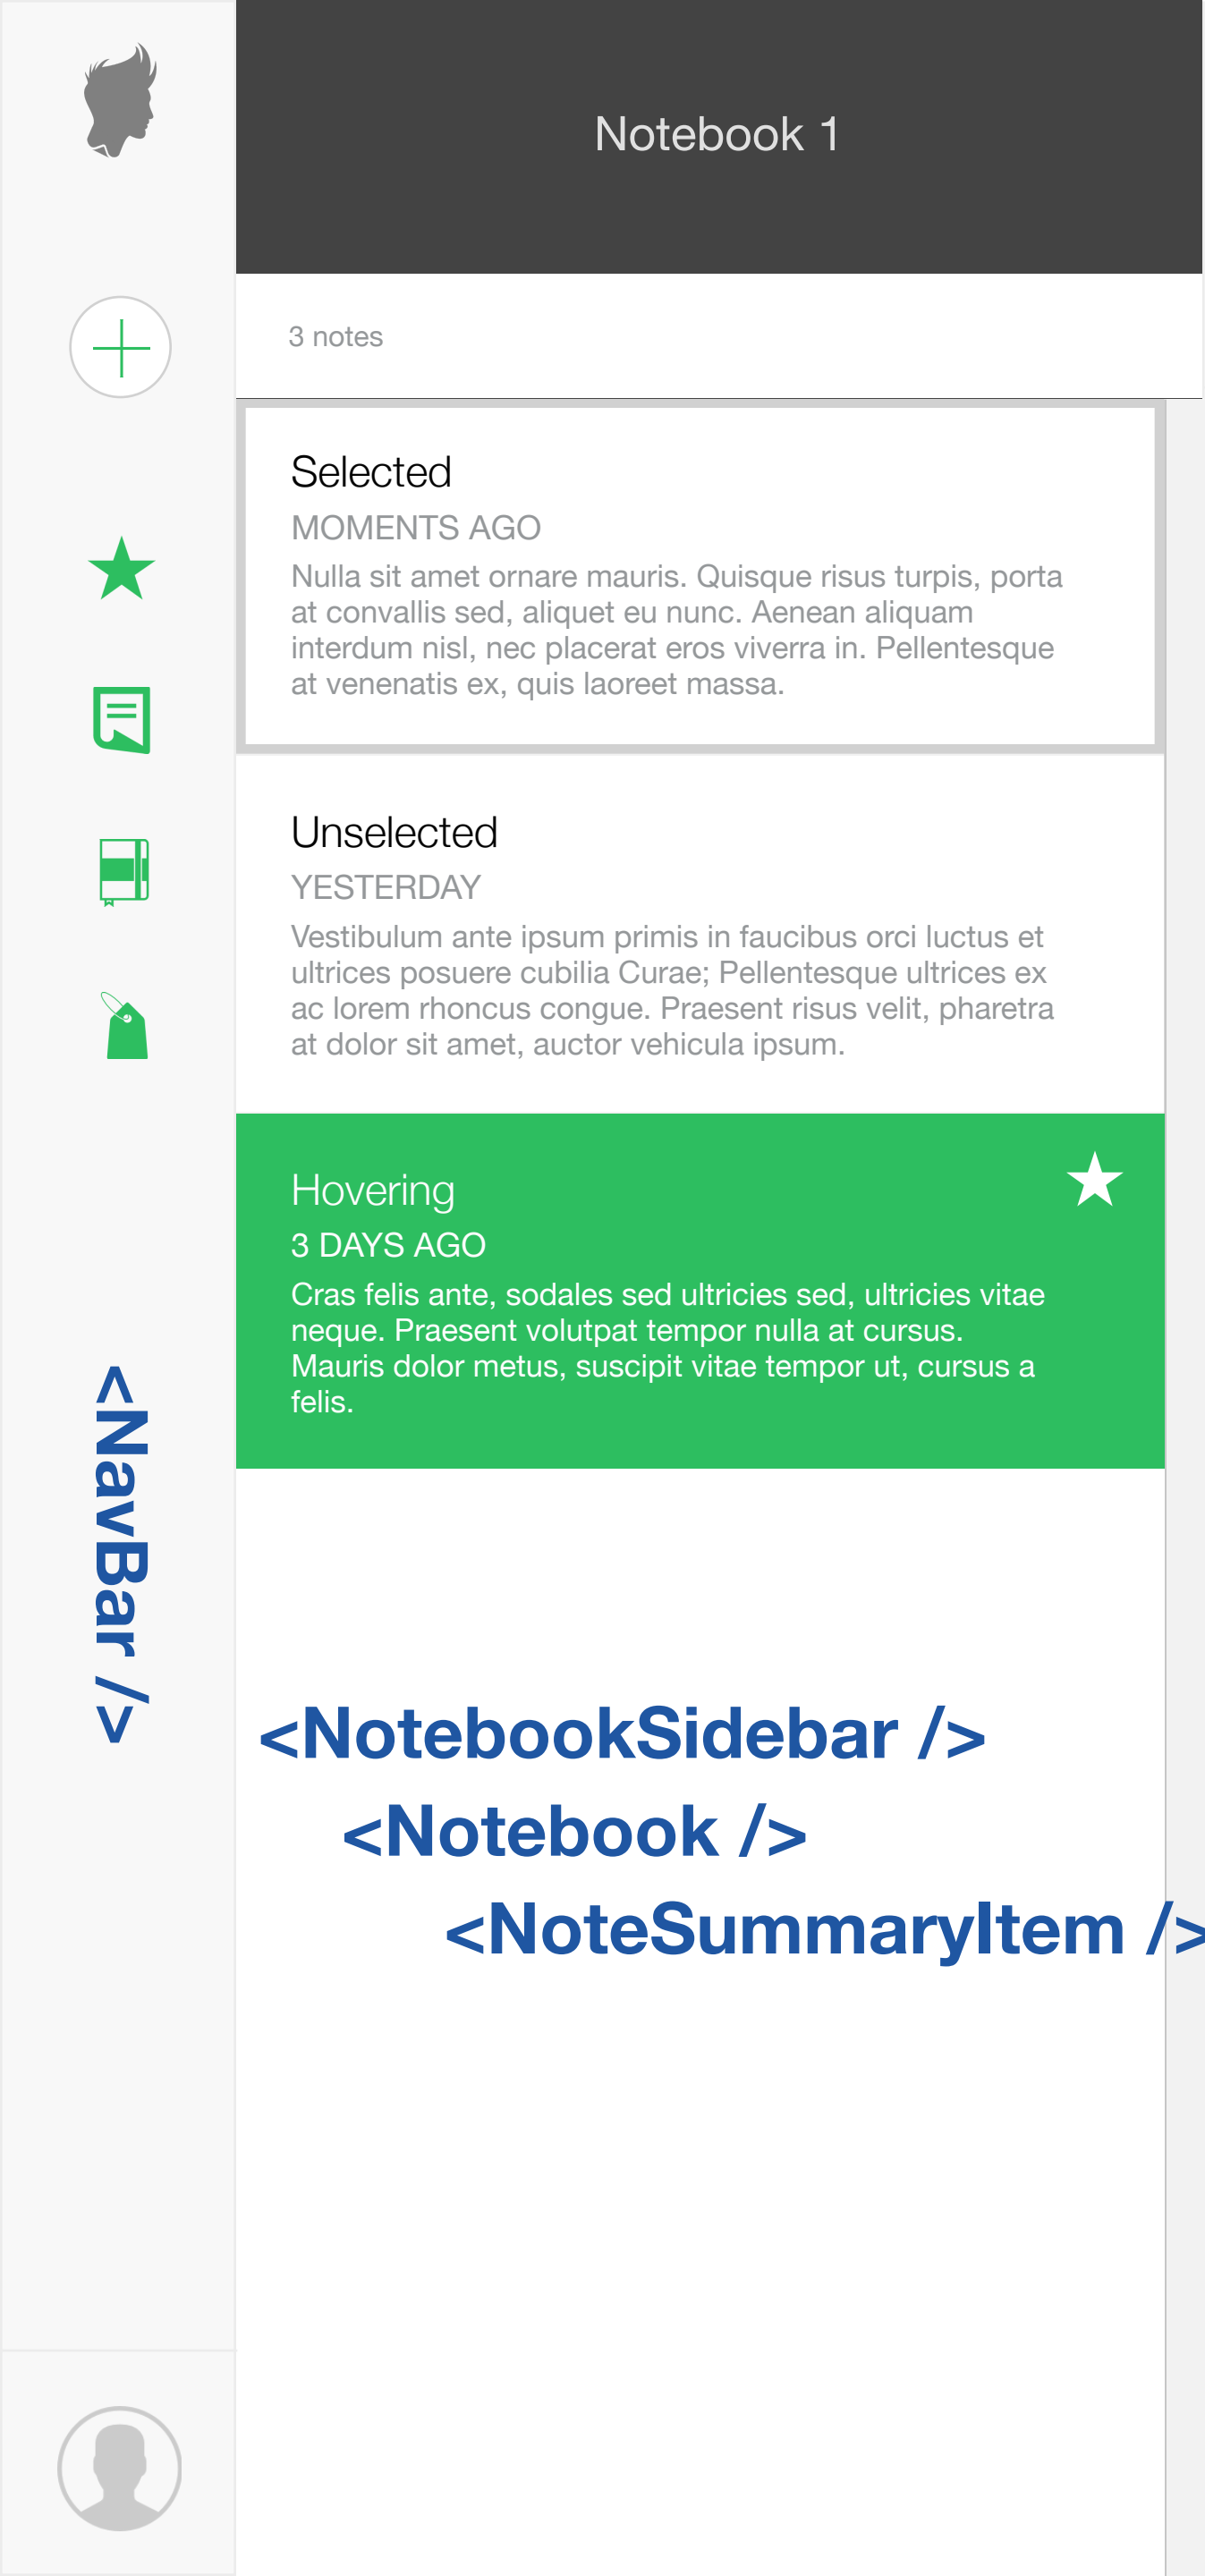 Notebook 1
3 notes
Selected
MOMENTS AGO
Nulla sit amet ornare mauris. Quisque risus turpis, porta
at convallis sed, aliquet eu nunc. Aenean aliquam
interdum nisl, nec placerat eros viverra in. Pellentesque
at venenatis ex, quis laoreet massa.
Unselected
YESTERDAY
Vestibulum ante ipsum primis in faucibus orci luctus et
ultrices posuere cubilia Curae; Pellentesque ultrices ex
ac lorem rhoncus congue. Praesent risus velit, pharetra
at dolor sit amet, auctor vehicula ipsum.
Hovering
3 DAYS AGO
Cras felis ante, sodales sed ultricies sed, ultricies vitae
neque. Praesent volutpat tempor nulla at cursus.
Mauris dolor metus, suscipit vitae tempor ut, cursus a
felis.
<NavBar />
<NotebookSidebar />
<Notebook />
<NoteSummaryItem />